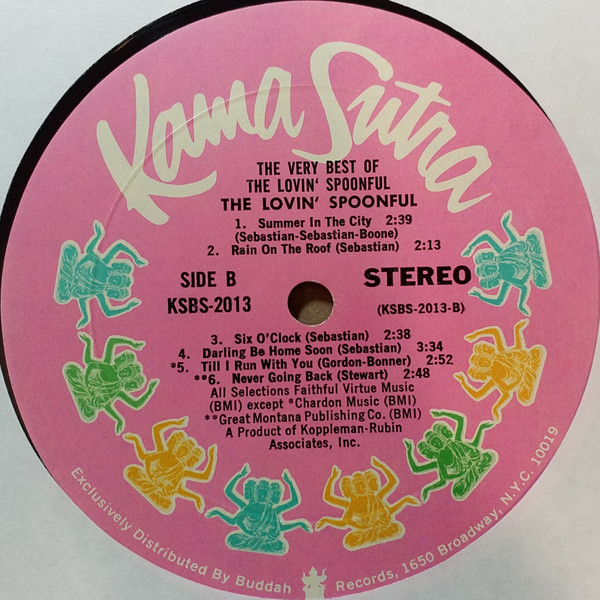 Kama Sutra
THE VERY BEST OF
THE LOVIN' SPOONFUL
THE LOVIN' SPOONFUL
1. Summer In The City 2:39
(Sebastian-Sebastian-Boone)
2. Rain On The Roof (Sebastian) 2:13
SIDE B
KSBS-2013
STEREO
(KSBS-2013-B)
3. Six O'Clock (Sebastian) 2:38
4. Darling Be Home Soon (Sebastian) 3:34
*5. Till I Run With You (Gordon-Bonner) 2:52
**6. Never Going Back (Stewart) 2:48
All Selections Faithful Virtue Music
(BMI) except *Chardon Music (BMI)
**Great Montana Publishing Co. (BMI)
A Product of Koppleman-Rubin
Associates, Inc.
Exclusively Distributed By Buddah Records, 1650 Broadway, N.Y.C. 10019